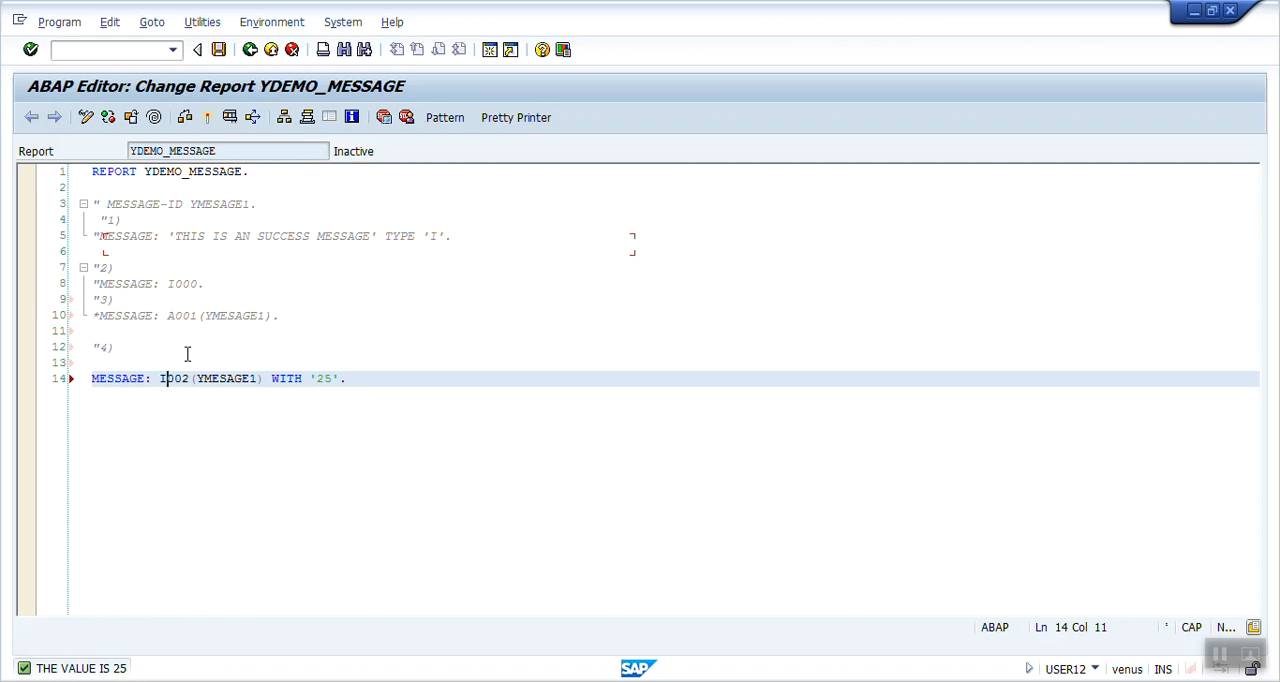 Program Edit Goto Utilities Environment System Help
ABAP Editor: Change Report YDEMO_MESSAGE
Pattern Pretty Printer
Report YDEMO_MESSAGE Inactive
1 REPORT YDEMO_MESSAGE.
2
3 " MESSAGE-ID YMESAGE1.
4 "1)
5 "MESSAGE: 'THIS IS AN SUCCESS MESSAGE' TYPE 'I'.
6
7 "2)
8 "MESSAGE: I000.
9 "3)
10 *MESSAGE: A001(YMESAGE1).
11
12 "4)
13
14 MESSAGE: I002(YMESAGE1) WITH '25'.
ABAP Ln 14 Col 11 * CAP N...
THE VALUE IS 25 SAP USER12 venus INS